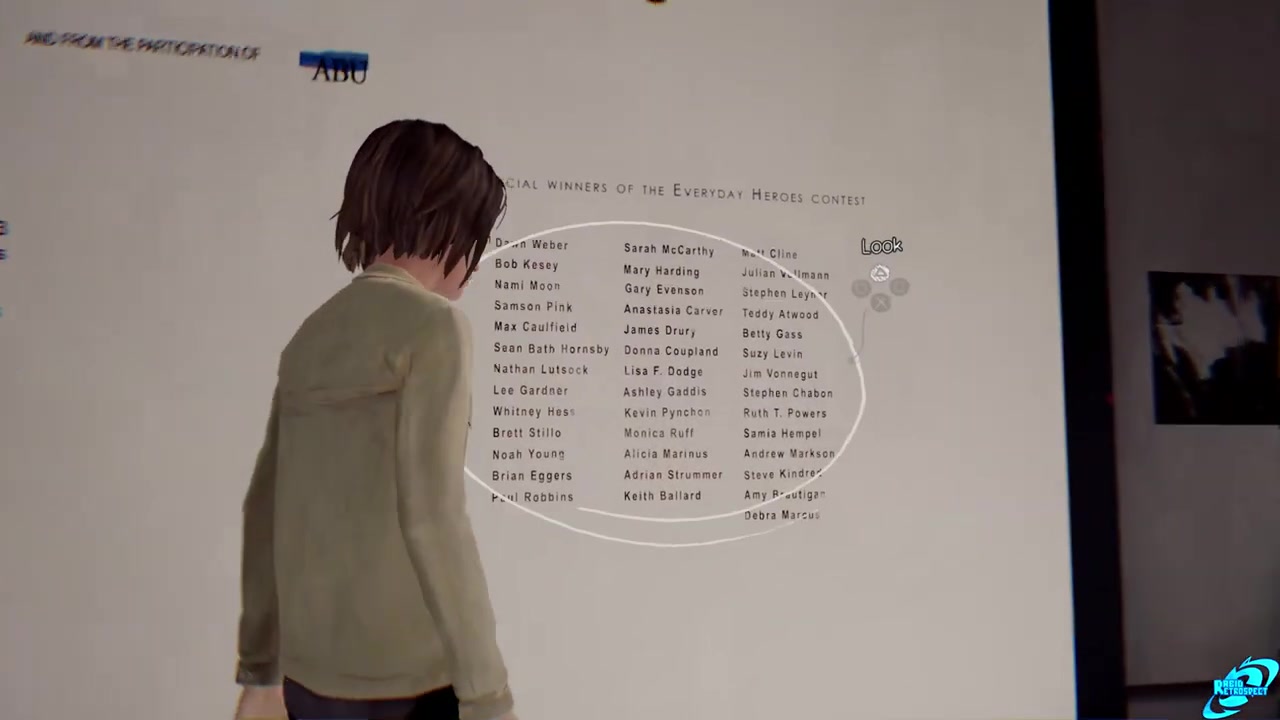 AND FROM THE PARTICIPATION OF
ABU
CIAL WINNERS OF THE EVERYDAY HEROES CONTEST
Look
Dawn Weber Sarah McCarthy Matt Cline
Bob Kesey Mary Harding Julian Vollmann
Nami Moon Gary Evenson Stephen Leyner
Samson Pink Anastasia Carver Teddy Atwood
Max Caulfield James Drury Betty Gass
Sean Bath Hornsby Donna Coupland Suzy Levin
Nathan Lutsock Lisa F. Dodge Jim Vonnegut
Lee Gardner Ashley Gaddis Stephen Chabon
Whitney Hess Kevin Pynchon Ruth T. Powers
Brett Stillo Monica Ruff Samia Hempel
Noah Young Alicia Marinus Andrew Markson
Brian Eggers Adrian Strummer Steve Kindred
Paul Robbins Keith Ballard Amy Brautigan
Debra Marcus
RAGID
RETROSPECT